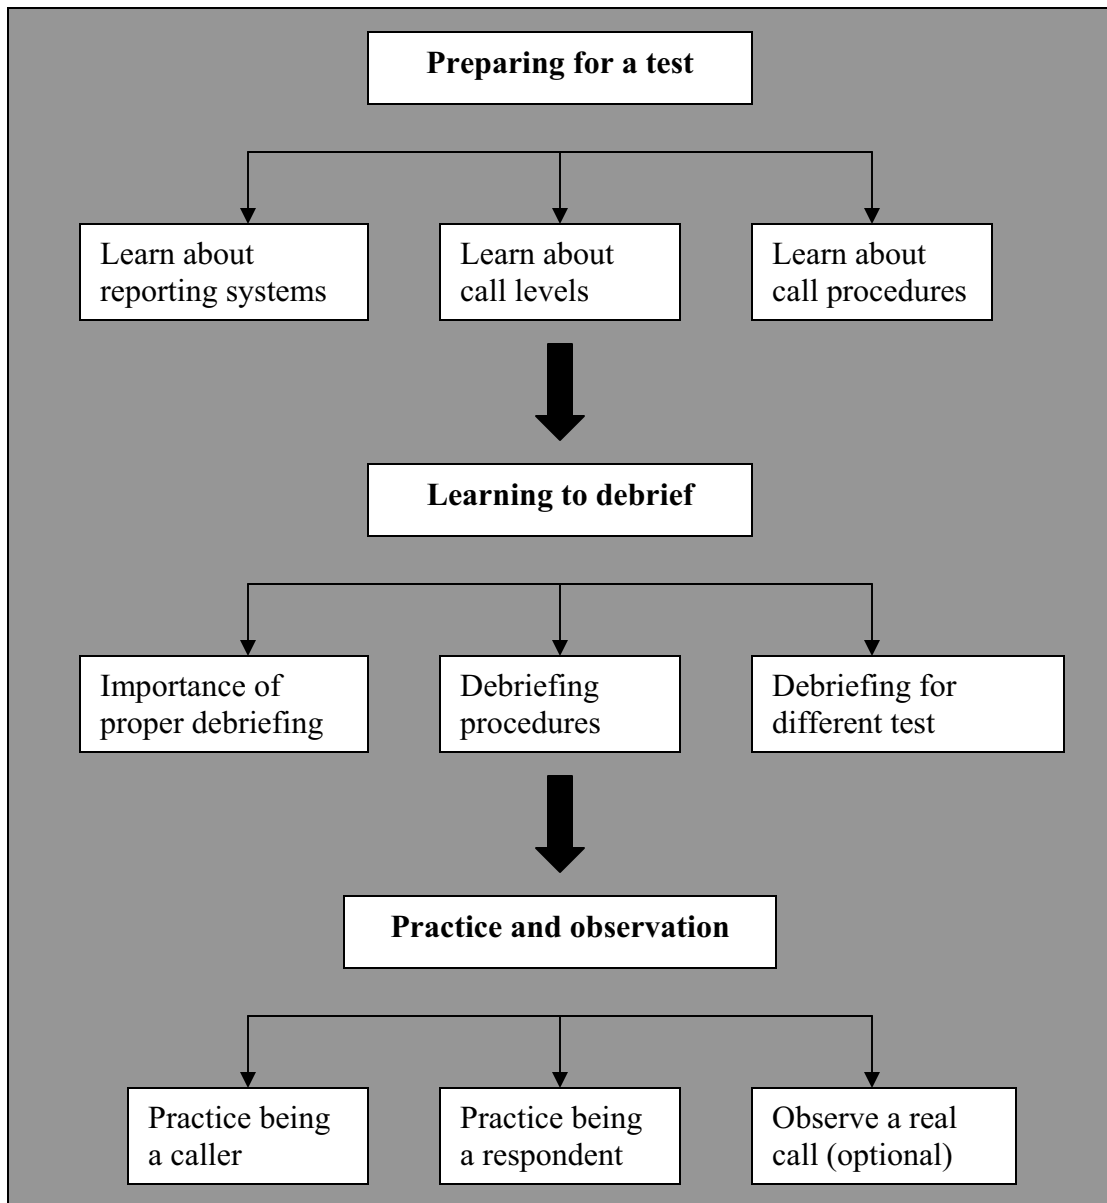 Preparing for a test
Learn about
reporting systems
Learn about
call levels
Learn about
call procedures
Learning to debrief
Importance of
proper debriefing
Debriefing
procedures
Debriefing for
different test
Practice and observation
Practice being
a caller
Practice being
a respondent
Observe a real
call (optional)